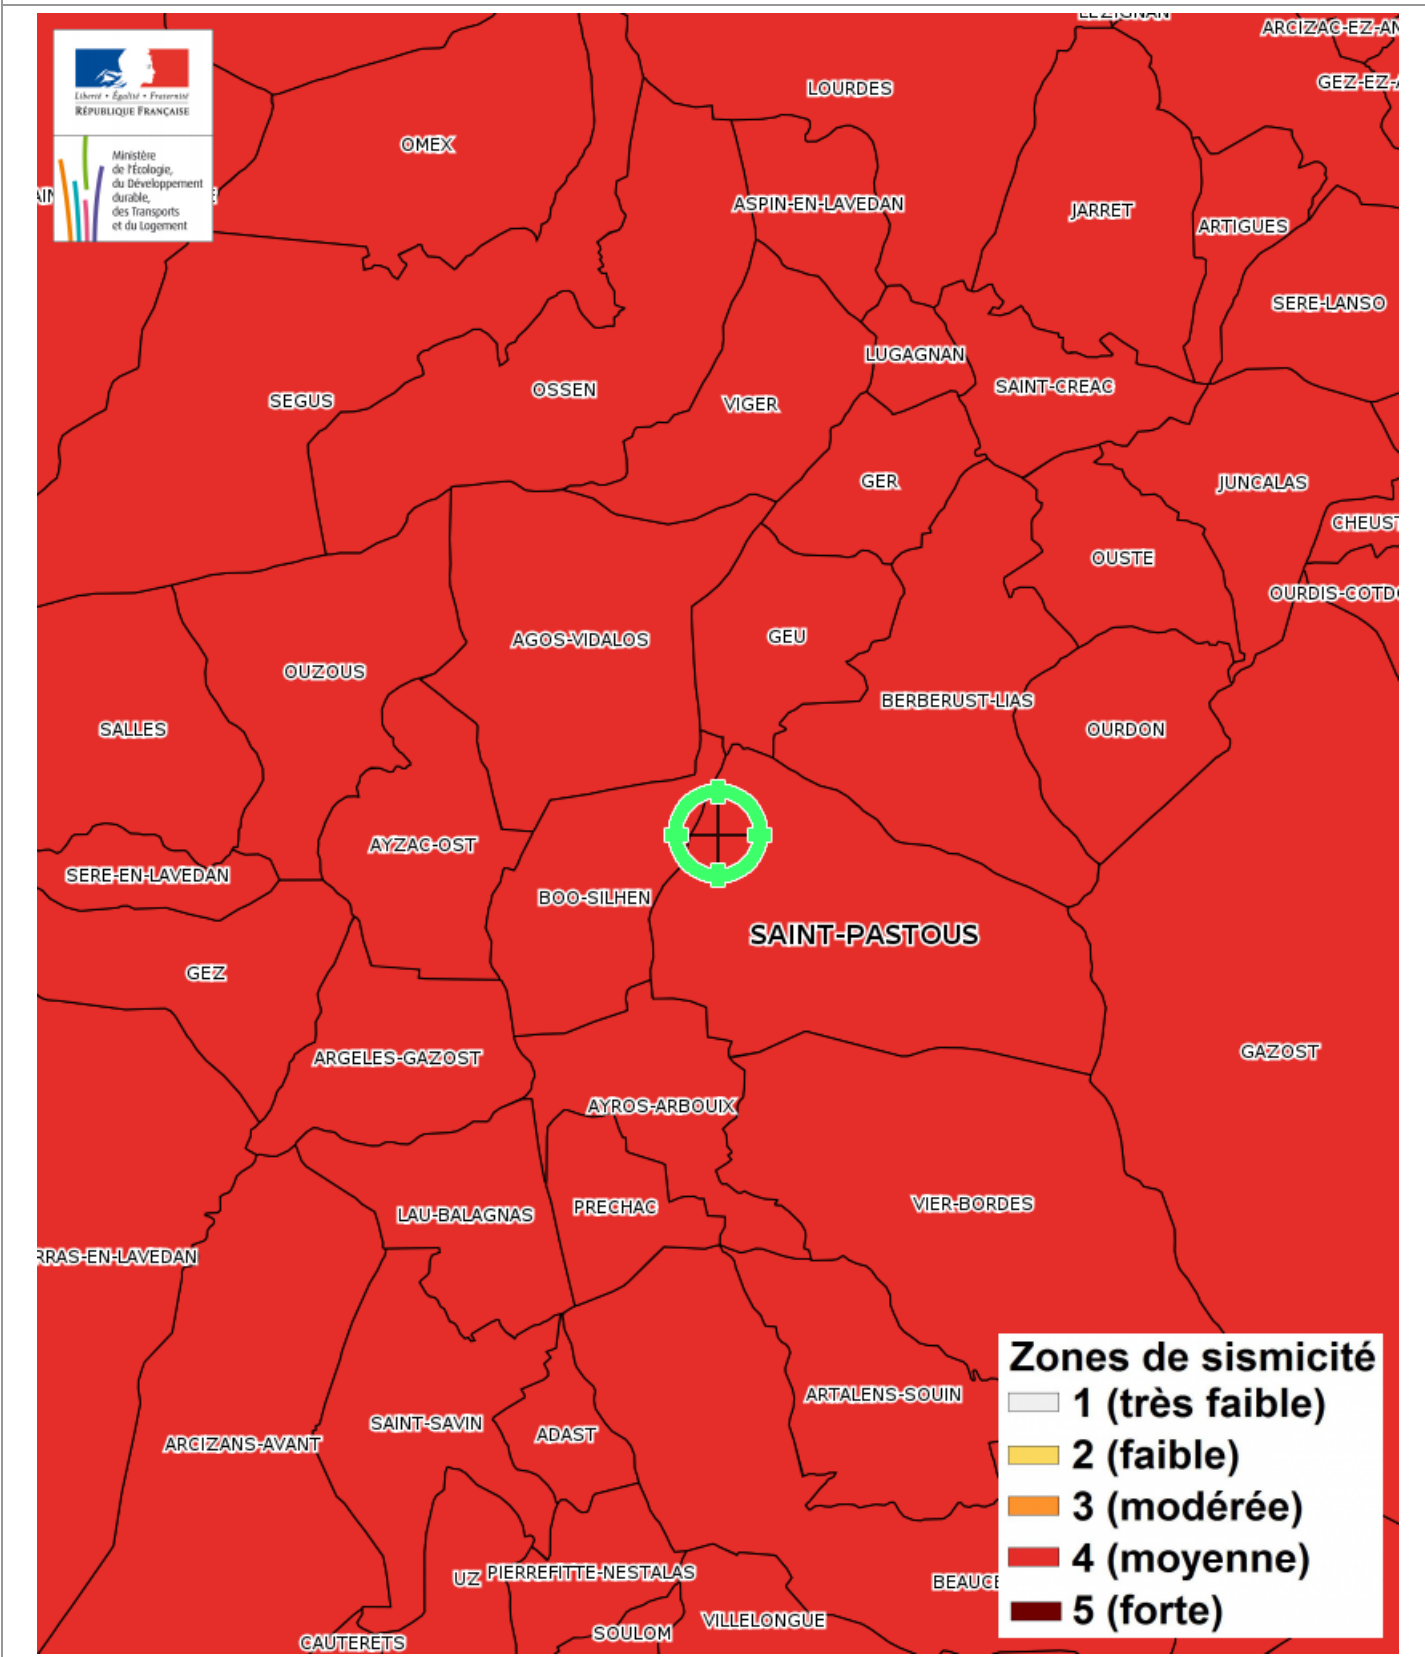 LEZIGNAN
ARCIZAC-EZ-AN
Liberté • Égalité • Fraternité
RÉPUBLIQUE FRANÇAISE
LOURDES
GEZ-EZ-A
OMEX
Ministère
de l'Écologie,
du Développement
durable,
des Transports
et du Logement
ASPIN-EN-LAVEDAN
JARRET
ARTIGUES
SERE-LANSO
LUGAGNAN
SAINT-CREAC
SEGUS
OSSEN
VIGER
GER
JUNCALAS
CHEUST
OUSTE
OURDIS-COTDO
AGOS-VIDALOS
GEU
OUZOUS
BERBERUST-LIAS
SALLES
OURDON
AYZAC-OST
SERE-EN-LAVEDAN
BOO-SILHEN
SAINT-PASTOUS
GEZ
ARGELES-GAZOST
GAZOST
AYROS-ARBOUIX
LAU-BALAGNAS
PRECHAC
VIER-BORDES
RRAS-EN-LAVEDAN
Zones de sismicité
1 (très faible)
2 (faible)
3 (modérée)
4 (moyenne)
5 (forte)
ARTALENS-SOUIN
SAINT-SAVIN
ADAST
ARCIZANS-AVANT
UZ
PIERREFITTE-NESTALAS
BEAUCE
VILLELONGUE
SOULOM
CAUTERETS